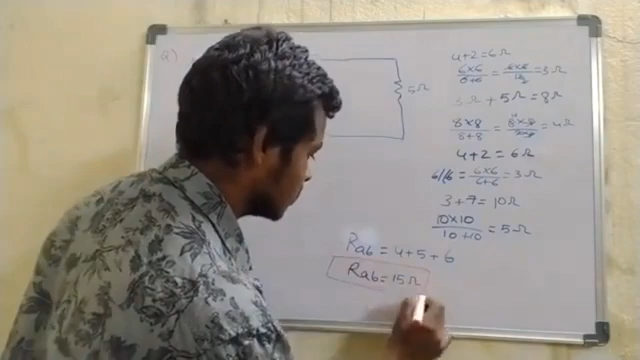 Q)
5Ω
4+2=6Ω
6×6/6+6 = 6×6/12 = 3Ω
3Ω + 5Ω = 8Ω
8×8/8+8 = 8×8/ = 4Ω
4+2 = 6Ω
6//6 = 6×6/6+6 = 3Ω
3+7 = 10Ω
10×10/10+10 = 5Ω
Rab = 4+5+6
Rab = 15Ω